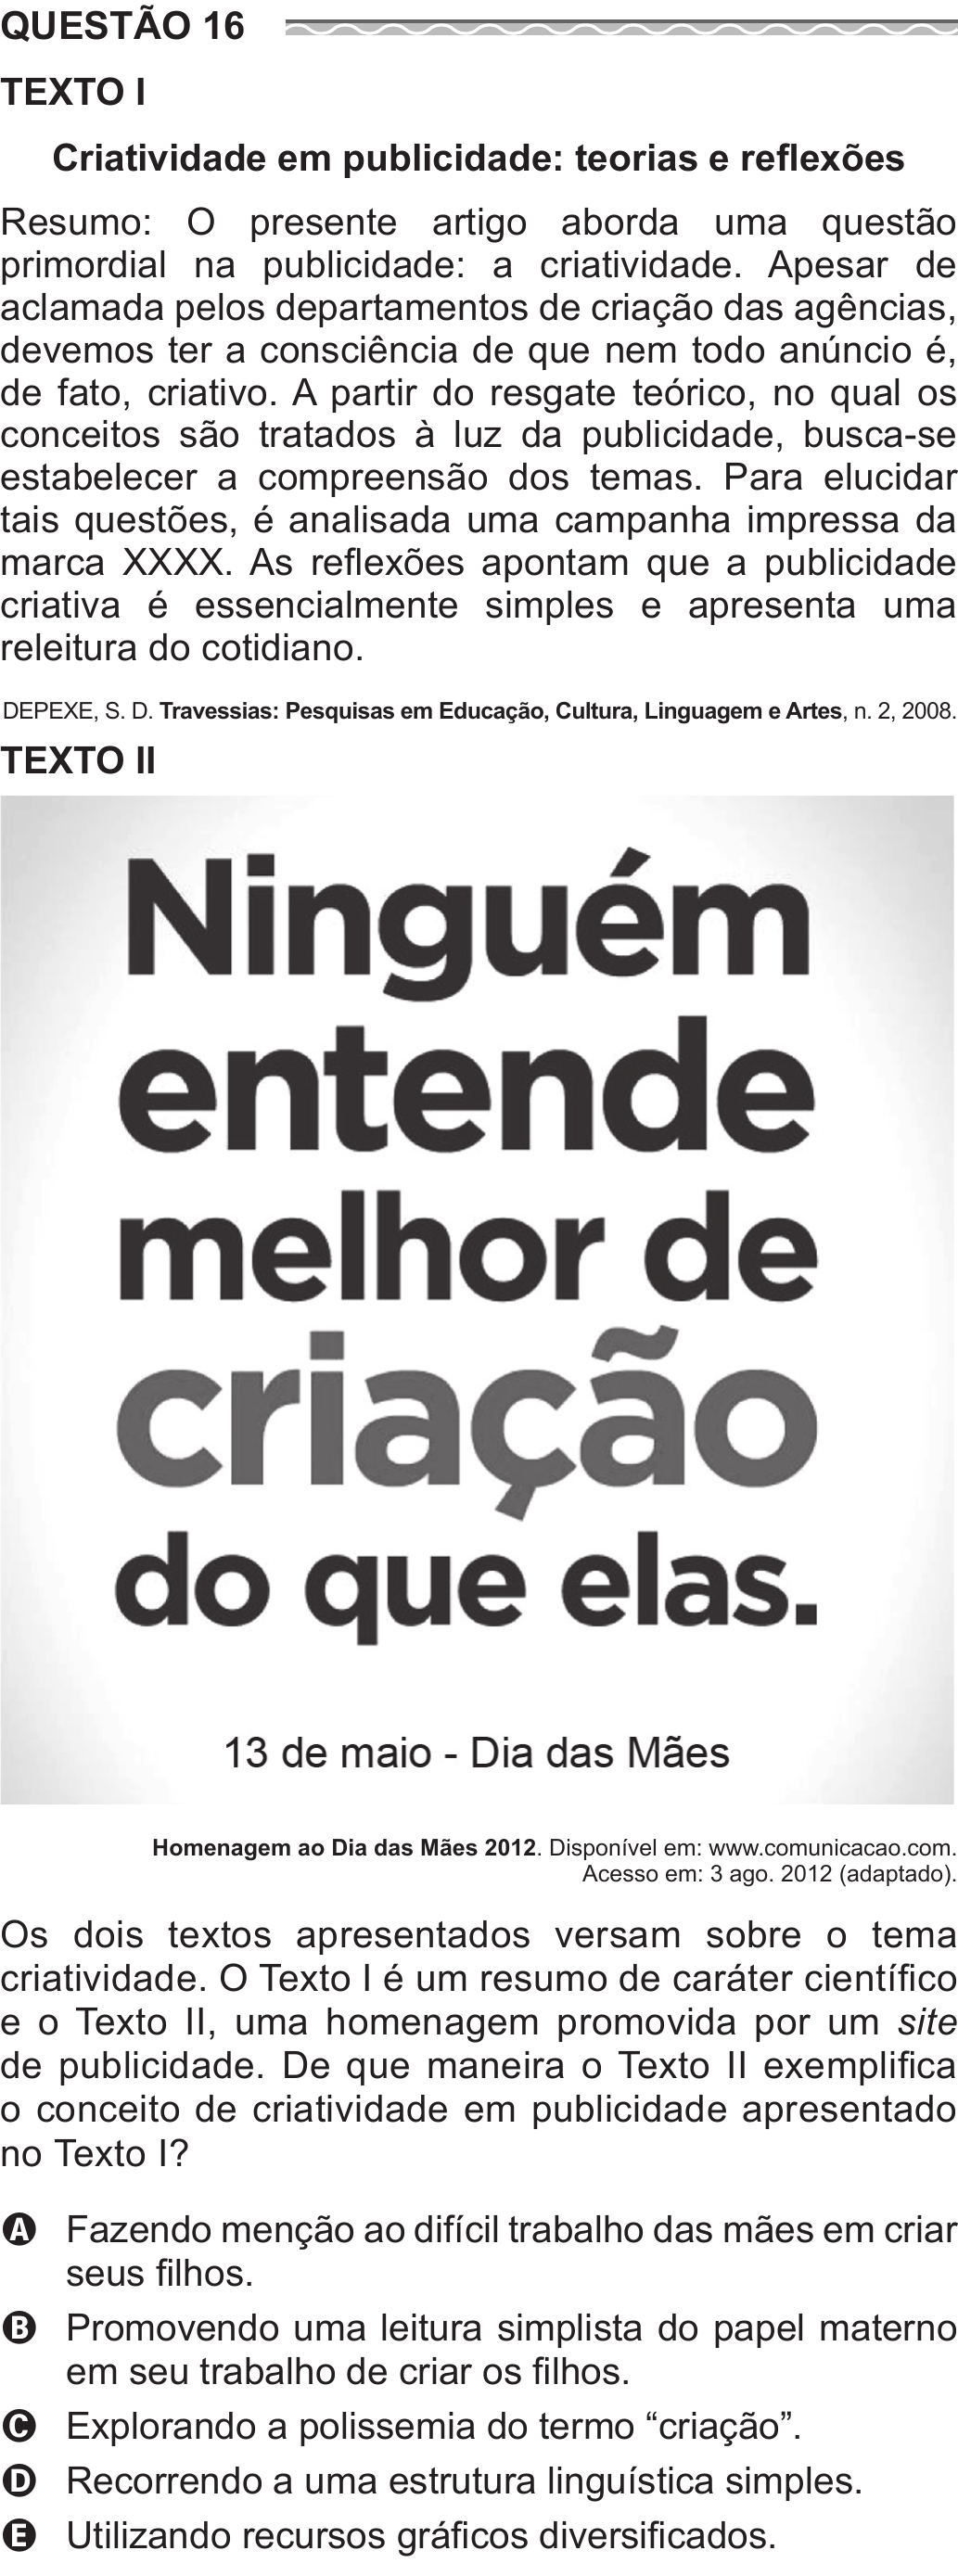 QUESTÃO 16
TEXTO I
Criatividade em publicidade: teorias e reflexões
Resumo: O presente artigo aborda uma questão
primordial na publicidade: a criatividade. Apesar de
aclamada pelos departamentos de criação das agências,
devemos ter a consciência de que nem todo anúncio é,
de fato, criativo. A partir do resgate teórico, no qual os
conceitos são tratados à luz da publicidade, busca-se
estabelecer a compreensão dos temas. Para elucidar
tais questões, é analisada uma campanha impressa da
marca XXXX. As reflexões apontam que a publicidade
criativa é essencialmente simples e apresenta uma
releitura do cotidiano.
DEPEXE, S. D. Travessias: Pesquisas em Educação, Cultura, Linguagem e Artes, n. 2, 2008.
TEXTO II
Ninguém
entende
melhor de
criação
do que elas.
13 de maio - Dia das Mães
Homenagem ao Dia das Mães 2012. Disponível em: www.comunicacao.com.
Acesso em: 3 ago. 2012 (adaptado).
Os dois textos apresentados versam sobre o tema
criatividade. O Texto I é um resumo de caráter científico
e o Texto II, uma homenagem promovida por um site
de publicidade. De que maneira o Texto II exemplifica
o conceito de criatividade em publicidade apresentado
no Texto I?
A Fazendo menção ao difícil trabalho das mães em criar
seus filhos.
B Promovendo uma leitura simplista do papel materno
em seu trabalho de criar os filhos.
C Explorando a polissemia do termo “criação”.
D Recorrendo a uma estrutura linguística simples.
E Utilizando recursos gráficos diversificados.